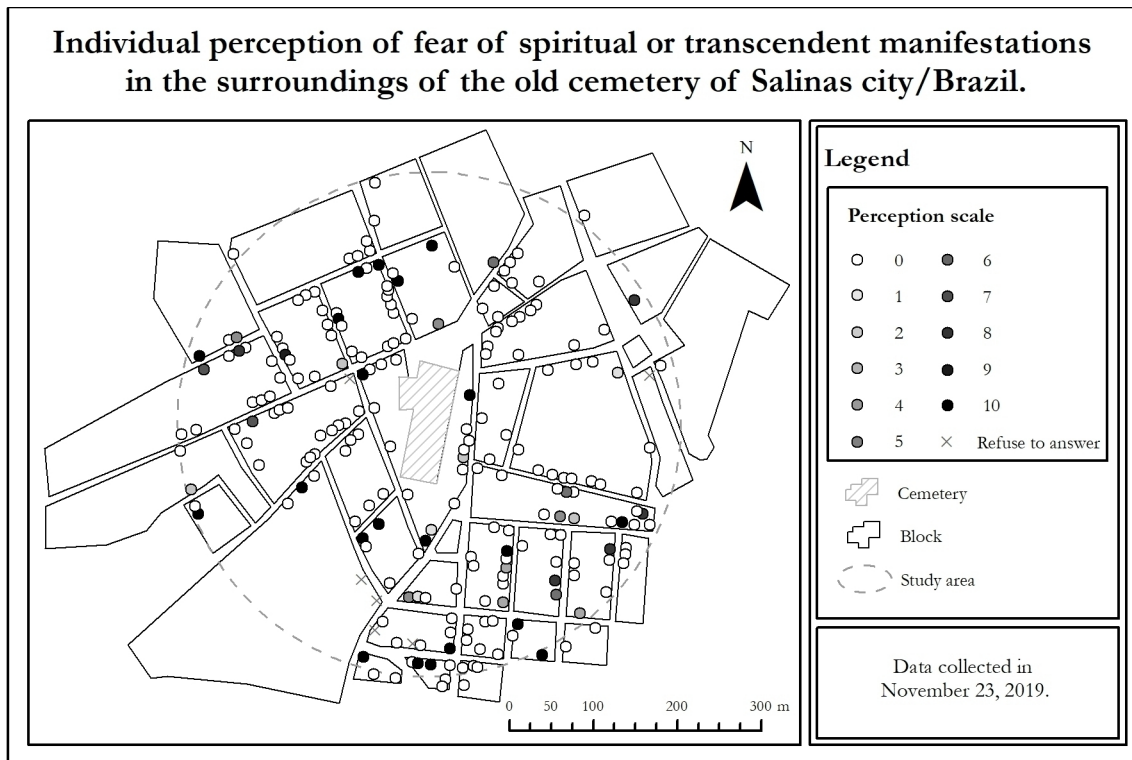 Individual perception of fear of spiritual or transcendent manifestations
in the surroundings of the old cemetery of Salinas city/Brazil.
N
0 50 100 200 300 m
Legend
Perception scale
0 6
1 7
2 8
3 9
4 10
5 Refuse to answer
Cemetery
Block
Study area
Data collected in
November 23, 2019.